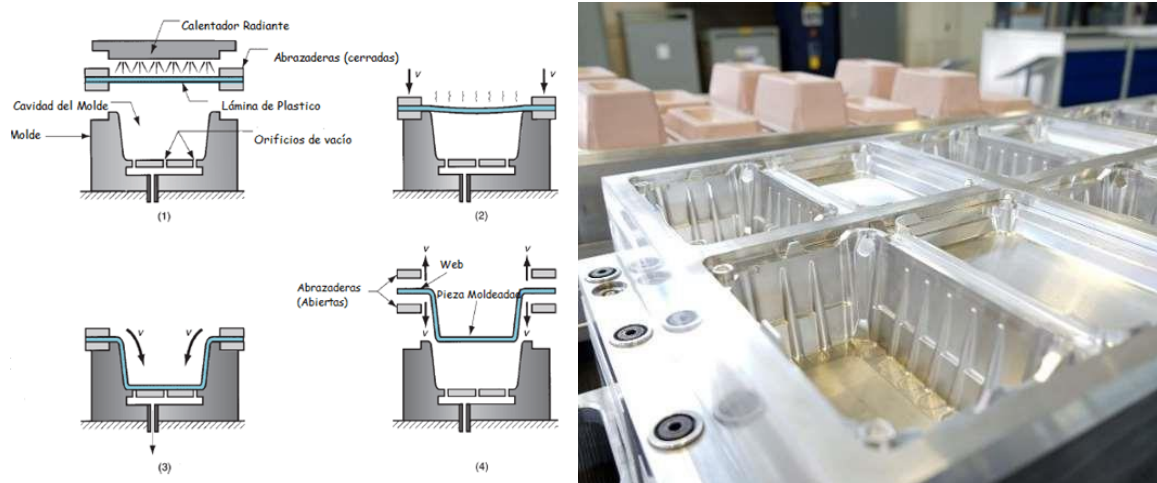 Calentador Radiante
Abrazaderas (cerradas)
Lámina de Plastico
Cavidad del Molde
Molde
Orificios de vacío
(1)
v
v
(2)
v
v
(3)
v
v
Web
Abrazaderas
(Abiertas)
Pieza Moldeada
v
v
(4)